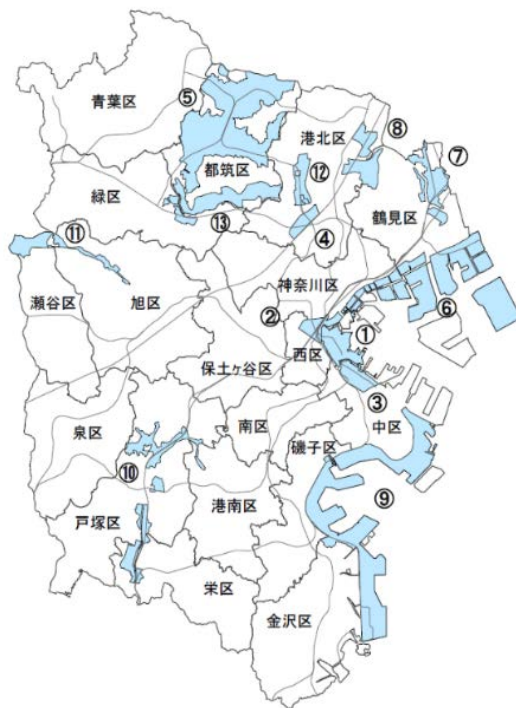 青葉区
⑤
港北区
⑧
⑦
都筑区
⑫
緑区
⑬
鶴見区
④
⑪
神奈川区
瀬谷区
旭区
②
⑥
①
西区
保土ヶ谷区
③
中区
泉区
南区
磯子区
⑩
⑨
港南区
戸塚区
栄区
金沢区